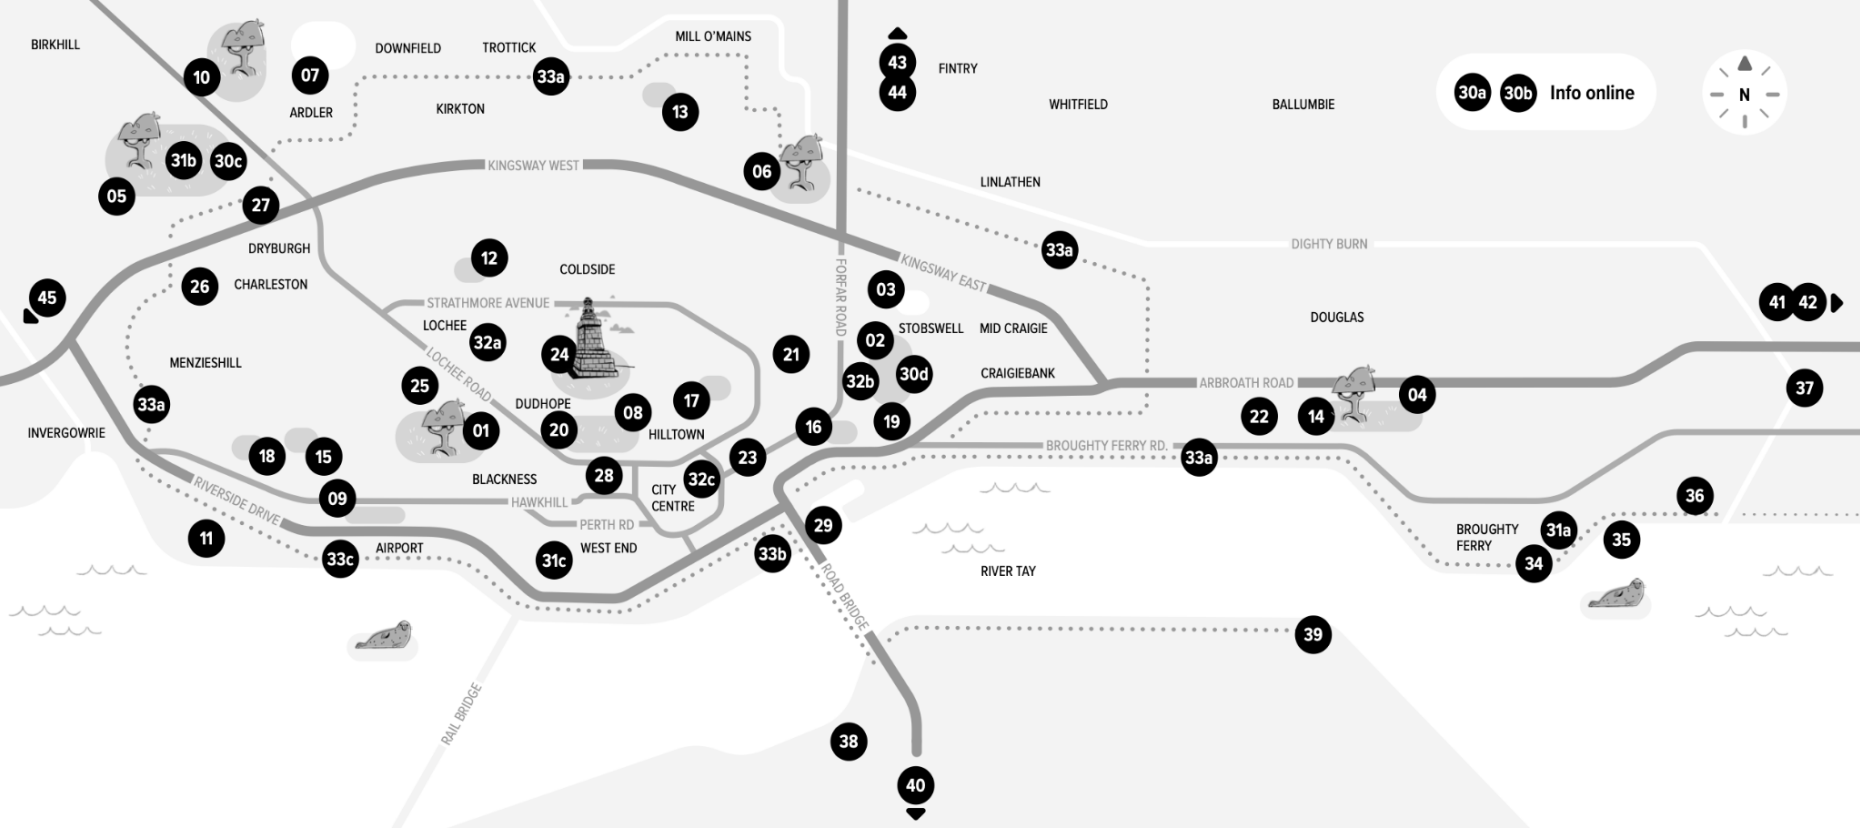 BIRKHILL
DOWNFIELD
TROTTICK
MILL O'MAINS
10
07
33a
43
44
FINTRY
WHITFIELD
BALLUMBIE
30a
30b
Info online
N
ARDLER
KIRKTON
13
31b
30c
05
KINGSWAY WEST
06
LINLATHEN
27
DRYBURGH
12
COLDSIDE
33a
DIGHTY BURN
45
26
CHARLESTON
KINGSWAY EAST
FORFAR ROAD
03
41
42
STRATHMORE AVENUE
LOCHEE
32a
24
21
02
STOBSWELL
MID CRAIGIE
DOUGLAS
MENZIESHILL
LOCHEE ROAD
25
32b
30d
CRAIGIEBANK
ARBROATH ROAD
04
37
33a
DUDHOPE
08
17
INVERGOWRIE
01
20
HILLTOWN
16
19
22
14
18
15
23
BROUGHTY FERRY RD.
33a
28
32c
BLACKNESS
CITY
CENTRE
09
HAWKHILL
RIVERSIDE DRIVE
PERTH RD
29
36
11
33c
AIRPORT
31c
WEST END
33b
RIVER TAY
BROUGHTY
FERRY
31a
35
34
ROAD BRIDGE
39
RAIL BRIDGE
38
40